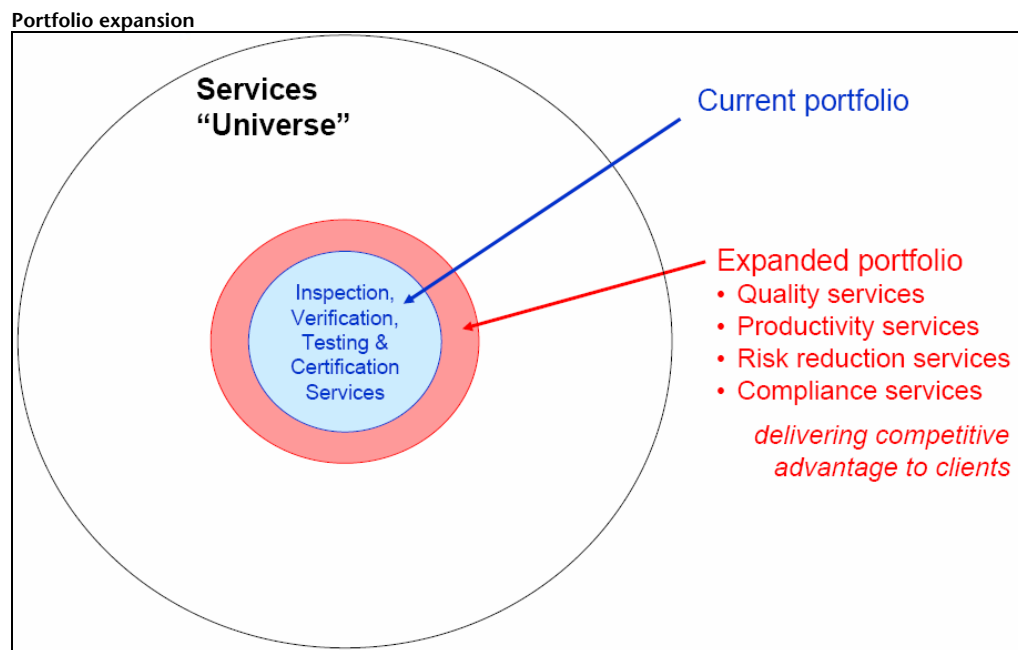 Portfolio expansion
Services
“Universe”
Current portfolio
Inspection,
Verification,
Testing &
Certification
Services
Expanded portfolio
• Quality services
• Productivity services
• Risk reduction services
• Compliance services
delivering competitive
advantage to clients